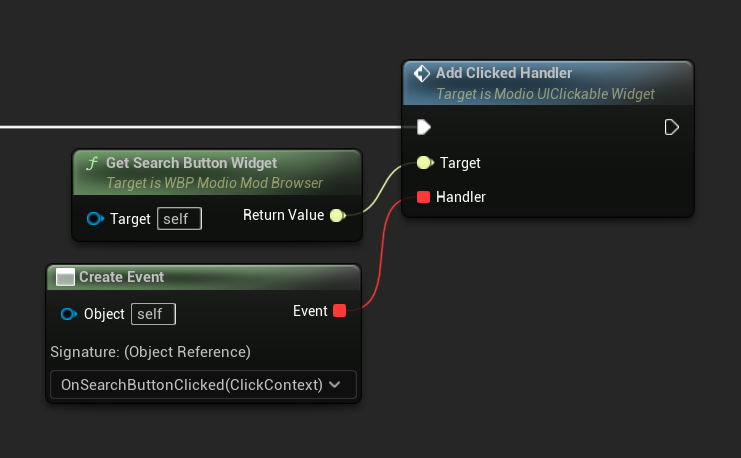 Add Clicked Handler
Target is Modio UIClickable Widget
Target
Handler
Get Search Button Widget
Target is WBP Modio Mod Browser
Target self
Return Value
Create Event
Object self
Event
Signature: (Object Reference)
OnSearchButtonClicked(ClickContext)